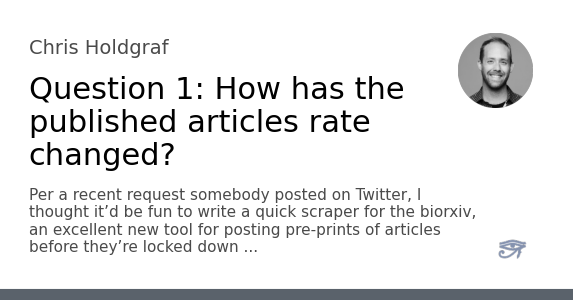 Chris Holdgraf
Question 1: How has the
published articles rate
changed?
Per a recent request somebody posted on Twitter, I
thought it’d be fun to write a quick scraper for the biorxiv,
an excellent new tool for posting pre-prints of articles
before they’re locked down ...